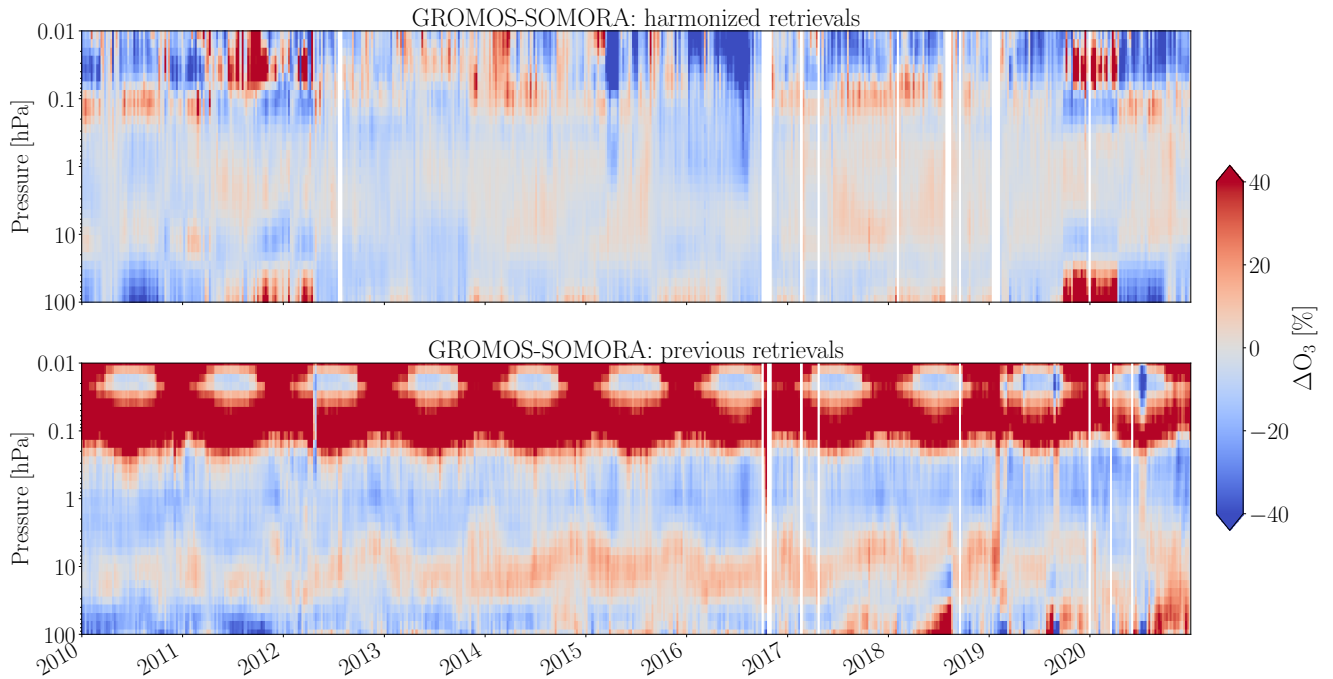 GROMOS-SOMORA: harmonized retrievals
0.01
0.1
1
10
100
Pressure [hPa]
GROMOS-SOMORA: previous retrievals
0.01
0.1
1
10
100
Pressure [hPa]
2010 2011 2012 2013 2014 2015 2016 2017 2018 2019 2020
40
20
0
−20
−40
ΔO₃ [%]